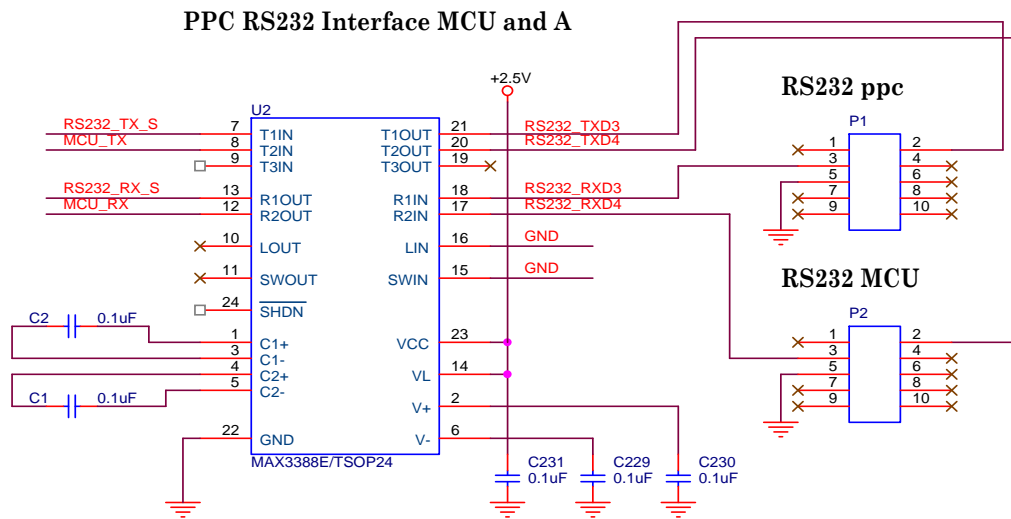 PPC RS232 Interface MCU and A
+2.5V
RS232 ppc
U2
P1
RS232_TX_S 7 T1IN T1OUT 21 RS232_TXD3
MCU_TX 8 T2IN T2OUT 20 RS232_TXD4
9 T3IN T3OUT 19
1 2
3 4
5 6
7 8
9 10
RS232_RX_S 13 R1OUT R1IN 18 RS232_RXD3
MCU_RX 12 R2OUT R2IN 17 RS232_RXD4
10 LOUT LIN 16 GND
11 SWOUT SWIN 15 GND
24 SHDN
RS232 MCU
P2
1 2
3 4
5 6
7 8
9 10
C2 0.1uF 1 C1+ VCC 23
3 C1-
4 C2+ VL 14
C1 0.1uF 5 C2-
V+ 2
22 GND V- 6
MAX3388E/TSOP24
C231 C229 C230
0.1uF 0.1uF 0.1uF